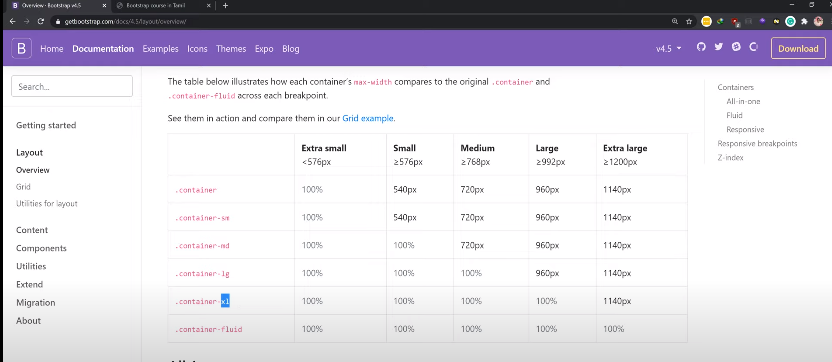 Overview · Bootstrap v4.5
Bootstrap course in Tamil
getbootstrap.com/docs/4.5/layout/overview/
B Home Documentation Examples Icons Themes Expo Blog v4.5 Download
Search...
Getting started
Layout
Overview
Grid
Utilities for layout
Content
Components
Utilities
Extend
Migration
About
The table below illustrates how each container's max-width compares to the original .container and
.container-fluid across each breakpoint.
See them in action and compare them in our Grid example.
Extra small Small Medium Large Extra large
<576px ≥576px ≥768px ≥992px ≥1200px
.container 100% 540px 720px 960px 1140px
.container-sm 100% 540px 720px 960px 1140px
.container-md 100% 100% 720px 960px 1140px
.container-lg 100% 100% 100% 960px 1140px
.container-xl 100% 100% 100% 100% 1140px
.container-fluid 100% 100% 100% 100% 100%
Containers
All-in-one
Fluid
Responsive
Responsive breakpoints
Z-index